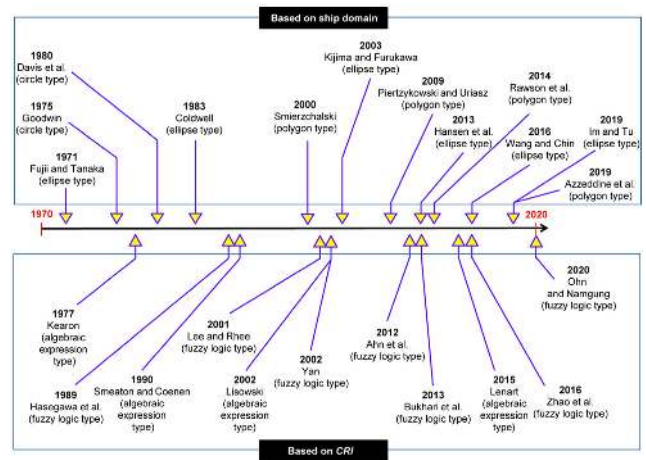 Based on ship domain
1980
Davis et al.
(circle type)
1975
Goodwin
(circle type)
1971
Fujii and Tanaka
(ellipse type)
1983
Coldwell
(ellipse type)
2000
Smierzchalski
(polygon type)
2003
Kijima and Furukawa
(ellipse type)
2009
Piertzykowski and Uriasz
(polygon type)
2013
Hansen et al.
(ellipse type)
2014
Rawson et al.
(polygon type)
2016
Wang and Chin
(ellipse type)
2019
Im and Tu
(ellipse type)
2019
Azzeddine et al.
(polygon type)
1970
2020
1977
Kearon
(algebraic
expression
type)
1989
Hasegawa et al.
(fuzzy logic type)
1990
Smeaton and Coenen
(algebraic expression
type)
2001
Lee and Rhee
(fuzzy logic type)
2002
Lisowski
(algebraic
expression
type)
2002
Yan
(fuzzy logic type)
2012
Ahn et al.
(fuzzy logic type)
2013
Bukhari et al.
(fuzzy logic type)
2015
Lenart
(algebraic
expression
type)
2016
Zhao et al.
(fuzzy logic type)
2020
Ohn
and Namgung
(fuzzy logic type)
Based on CRI